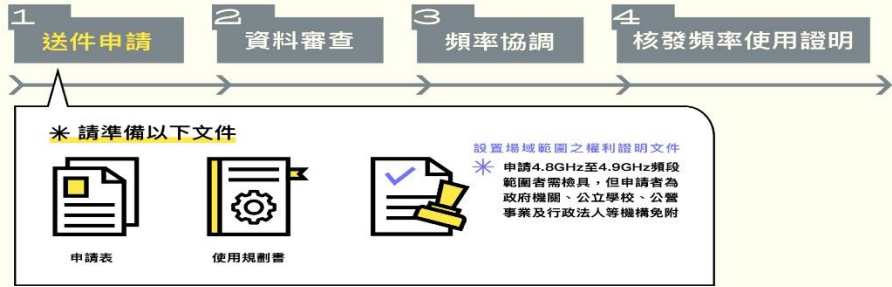 1
送件申請
2
資料審查
3
頻率協調
4
核發頻率使用證明
＊請準備以下文件
申請表
使用規劃書
設置場域範圍之權利證明文件
＊ 申請4.8GHz至4.9GHz頻段
範圍者需檢具，但申請者為
政府機關、公立學校、公營
事業及行政法人等機構免附